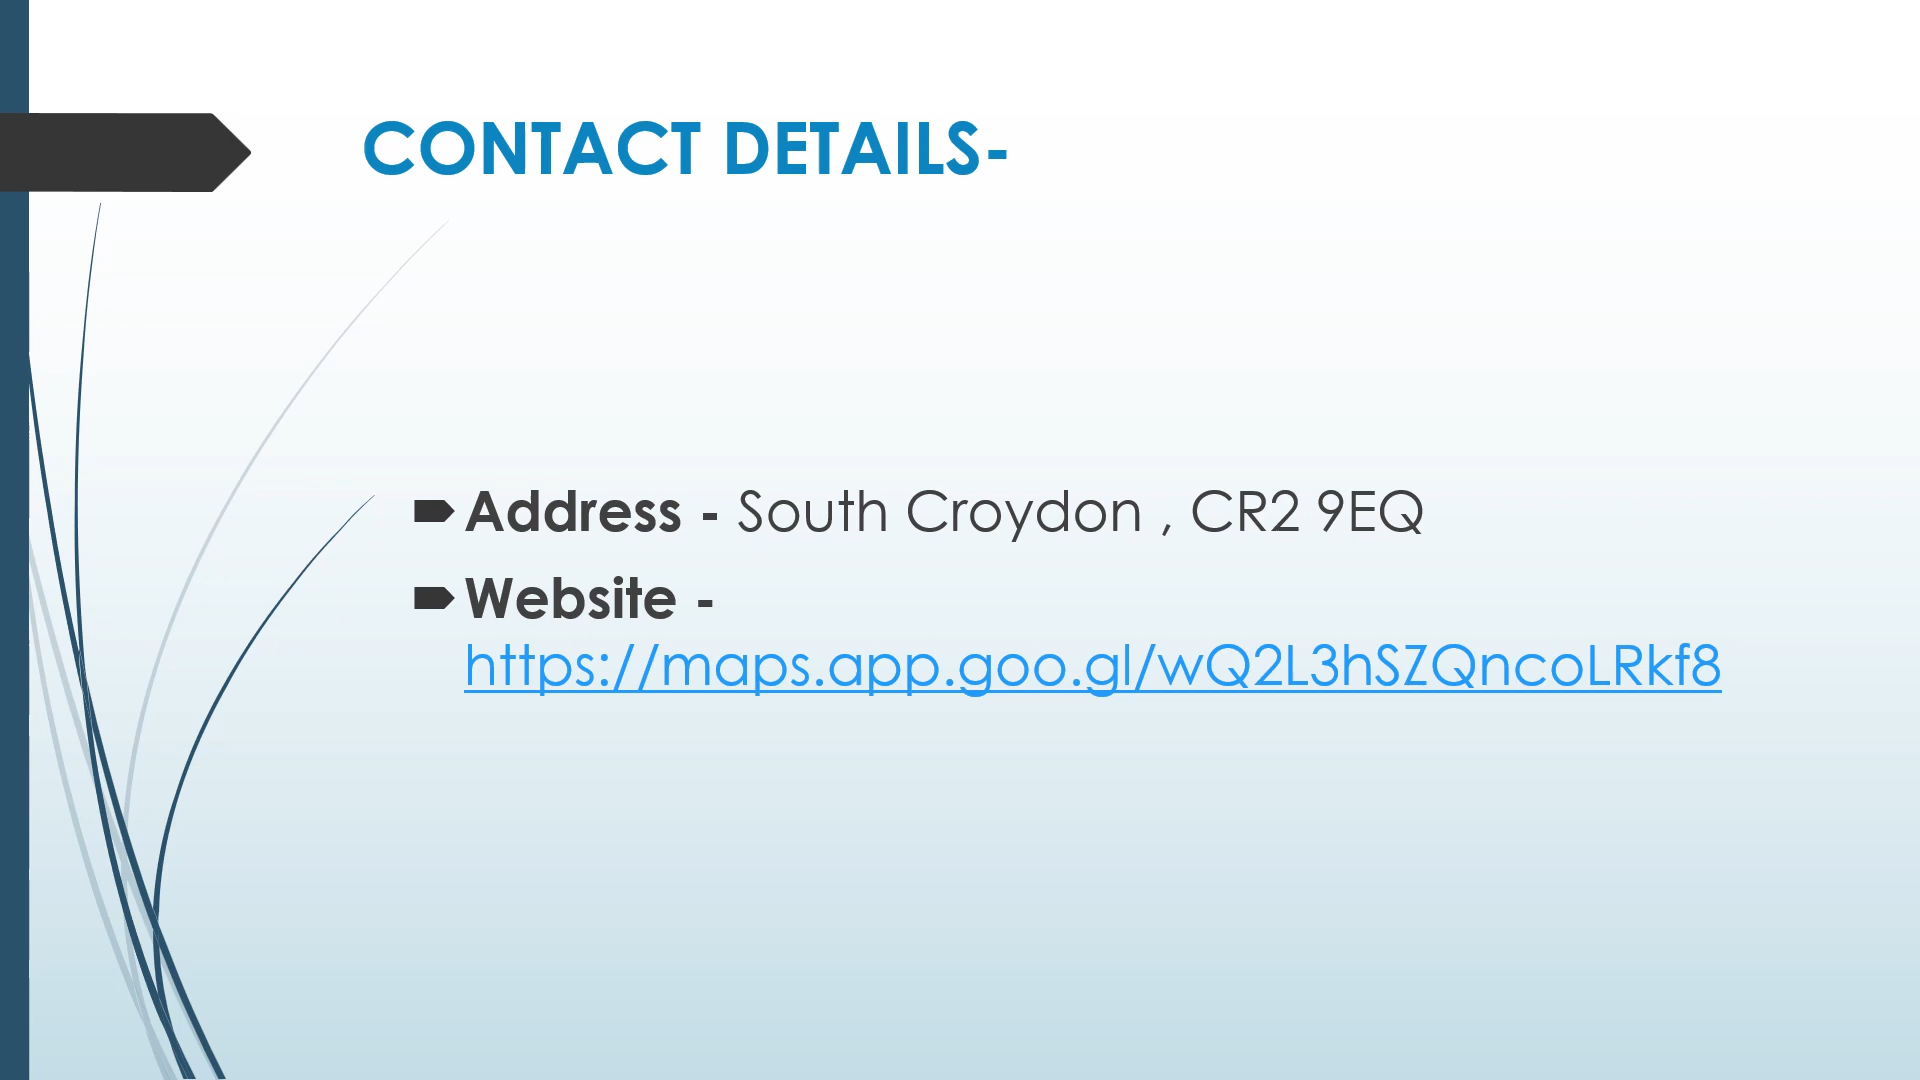 CONTACT DETAILS-
Address - South Croydon , CR2 9EQ
Website -
https://maps.app.goo.gl/wQ2L3hSZQncoLRkf8